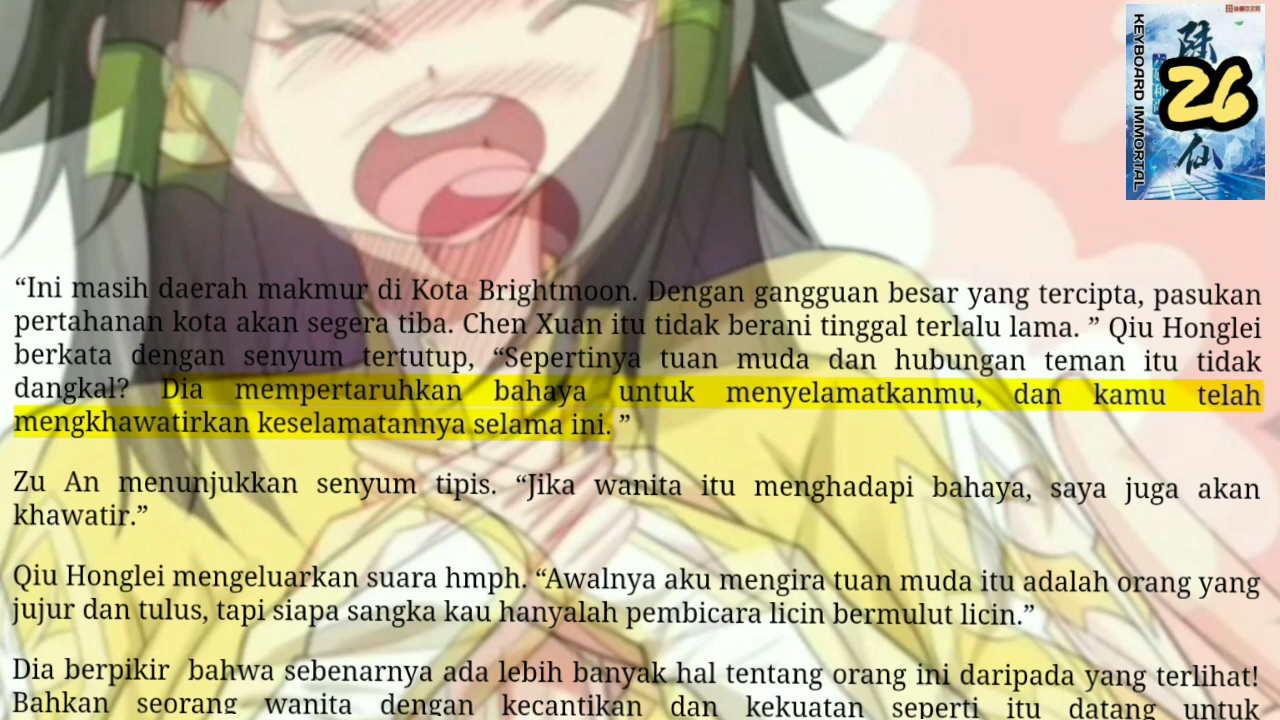 KEYBOARD IMMORTAL
陆
26
仙
“Ini masih daerah makmur di Kota Brightmoon. Dengan gangguan besar yang tercipta, pasukan
pertahanan kota akan segera tiba. Chen Xuan itu tidak berani tinggal terlalu lama. ” Qiu Honglei
berkata dengan senyum tertutup, “Sepertinya tuan muda dan hubungan teman itu tidak
dangkal? Dia mempertaruhkan bahaya untuk menyelamatkanmu, dan kamu telah
mengkhawatirkan keselamatannya selama ini. ”
Zu An menunjukkan senyum tipis. “Jika wanita itu menghadapi bahaya, saya juga akan
khawatir.”
Qiu Honglei mengeluarkan suara hmph. “Awalnya aku mengira tuan muda itu adalah orang yang
jujur dan tulus, tapi siapa sangka kau hanyalah pembicara licin bermulut licin.”
Dia berpikir bahwa sebenarnya ada lebih banyak hal tentang orang ini daripada yang terlihat!
Bahkan seorang wanita dengan kecantikan dan kekuatan seperti itu datang untuk